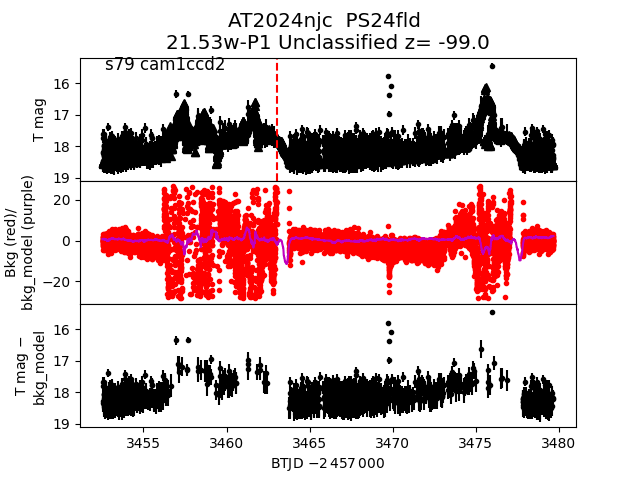 AT2024njc  PS24fld
21.53w-P1 Unclassified z= -99.0
s79 cam1ccd2
T mag
16
17
18
19
Bkg (red)/
bkg_model (purple)
20
0
−20
T mag −
bkg_model
16
17
18
19
3455 3460 3465 3470 3475 3480
BTJD −2 457 000